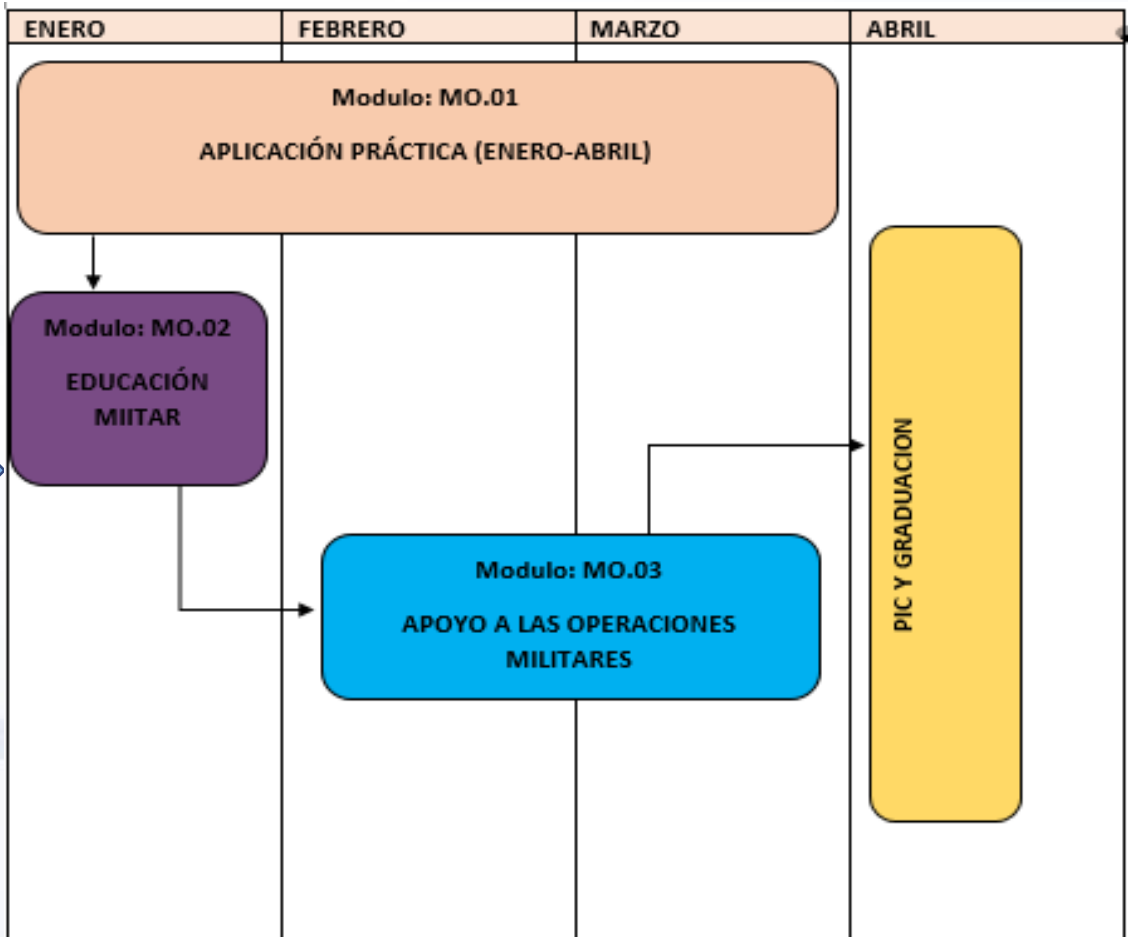 ENERO
FEBRERO
MARZO
ABRIL
Modulo: MO.01
APLICACIÓN PRÁCTICA (ENERO-ABRIL)
Modulo: MO.02
EDUCACIÓN
MIITAR
Modulo: MO.03
APOYO A LAS OPERACIONES
MILITARES
PIC Y GRADUACION